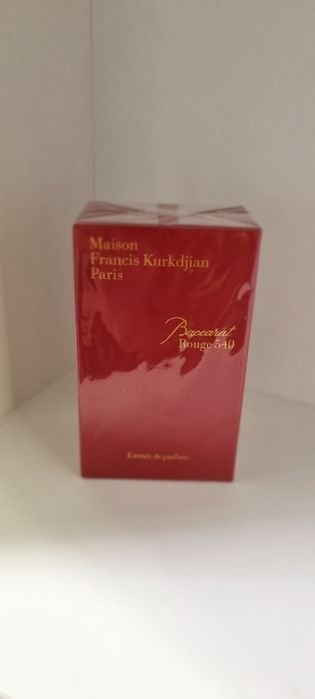 Maison
Francis Kurkdjian
Paris
Baccarat
Rouge 540
Extrait de parfum